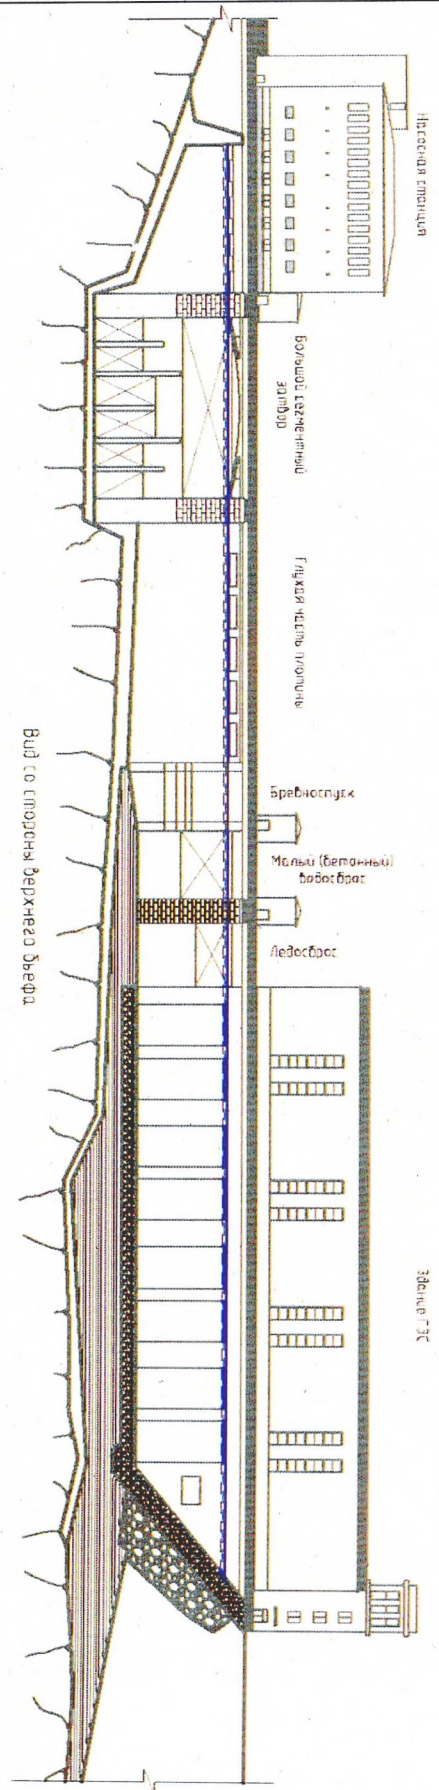 Насосная станция
Большой сегментный
затвор
Глухая часть плотины
Бревноспуск
Малый (бетонный)
водосброс
Ледосброс
Здание ГЭС
Вид со стороны верхнего бьефа